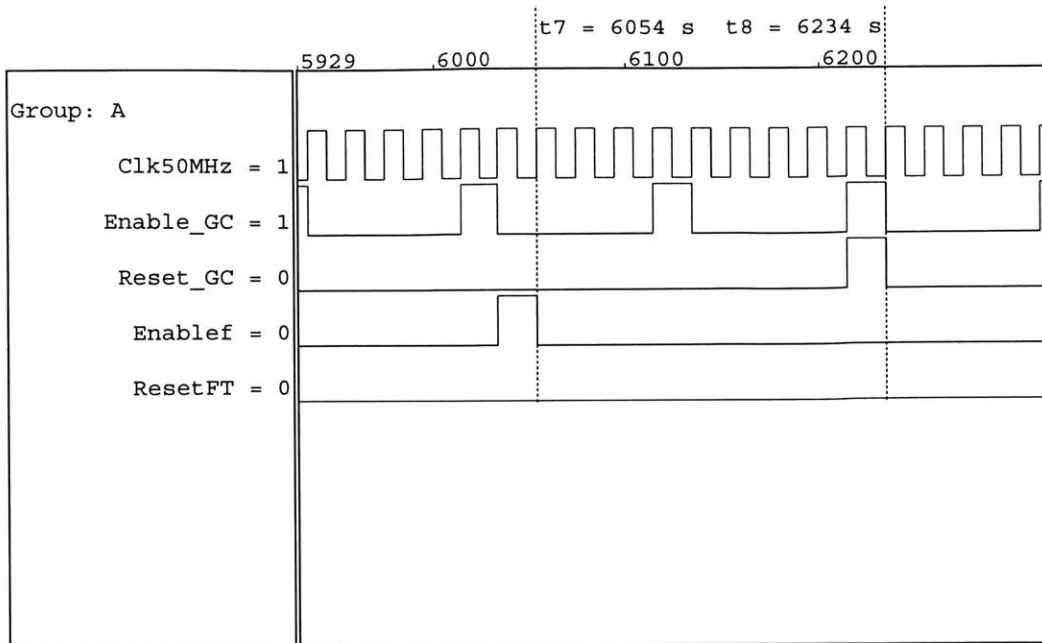 t7 = 6054 s t8 = 6234 s
5929 6000 6100 6200
Group: A
Clk50MHz = 1
Enable_GC = 1
Reset_GC = 0
Enablef = 0
ResetFT = 0